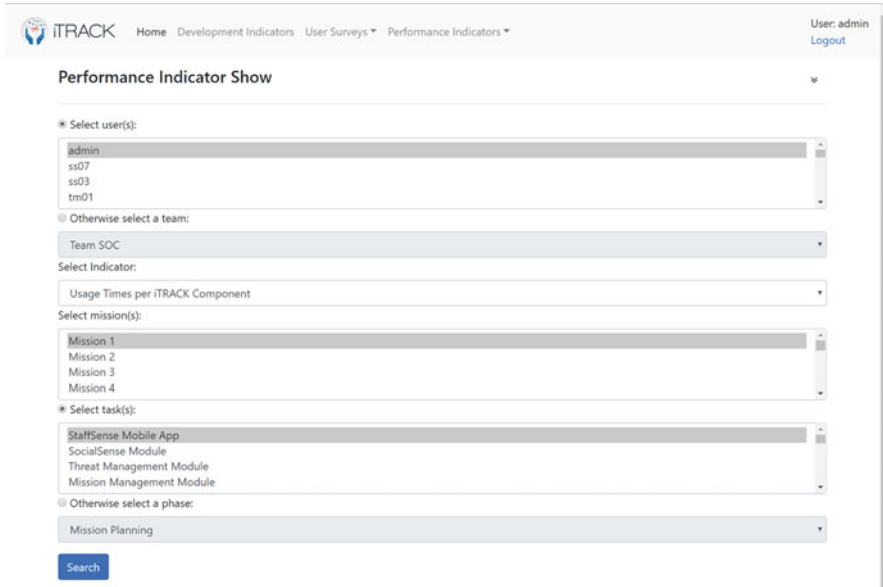 iTRACK Home Development Indicators User Surveys Performance Indicators User: admin
Logout
Performance Indicator Show
Select user(s):
admin
ss07
ss03
tm01
Otherwise select a team:
Team SOC
Select Indicator:
Usage Times per iTRACK Component
Select mission(s):
Mission 1
Mission 2
Mission 3
Mission 4
Select task(s):
StaffSense Mobile App
SocialSense Module
Threat Management Module
Mission Management Module
Otherwise select a phase:
Mission Planning
Search